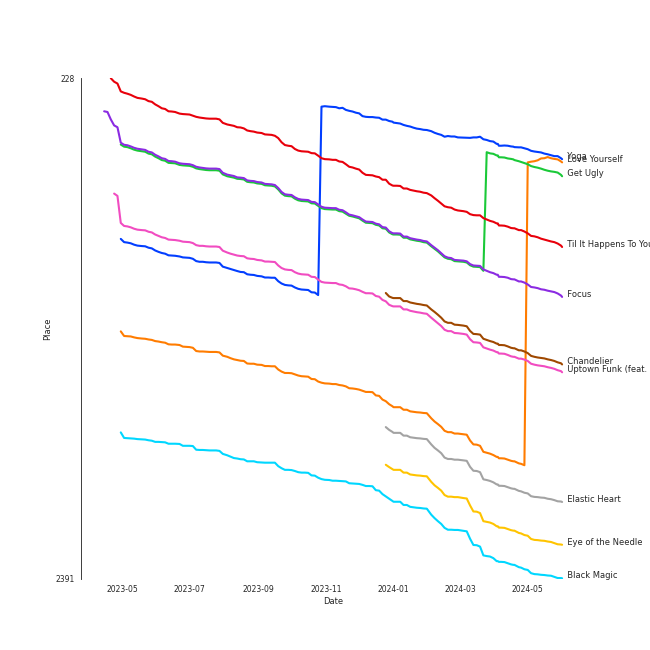 228
Yoga
Love Yourself
Get Ugly
Til It Happens To You
Focus
Chandelier
Uptown Funk (feat.
Elastic Heart
Eye of the Needle
Black Magic
2391
Place
2023-05
2023-07
2023-09
2023-11
2024-01
2024-03
2024-05
Date